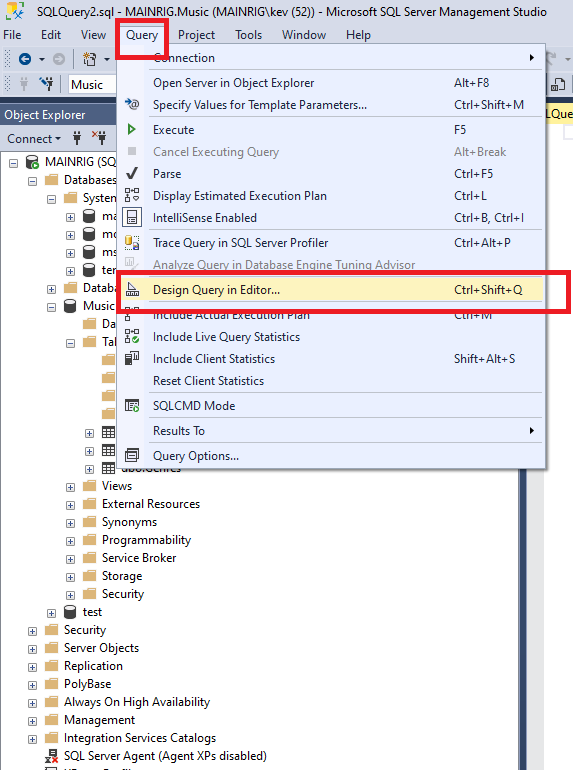 SQLQuery2.sql - MAINRIG.Music (MAINRIG\kev (52)) - Microsoft SQL Server Management Studio
File Edit View Query Project Tools Window Help
Music
Object Explorer
Connect
MAINRIG (SQ
Databases
System
ma
mo
ms
te
Databa
Music
Da
Tab
dbo.Genres
Views
External Resources
Synonyms
Programmability
Service Broker
Storage
Security
test
Security
Server Objects
Replication
PolyBase
Always On High Availability
Management
Integration Services Catalogs
SQL Server Agent (Agent XPs disabled)
Connection
Open Server in Object Explorer Alt+F8
Specify Values for Template Parameters... Ctrl+Shift+M
Execute F5
Cancel Executing Query Alt+Break
Parse Ctrl+F5
Display Estimated Execution Plan Ctrl+L
IntelliSense Enabled Ctrl+B, Ctrl+I
Trace Query in SQL Server Profiler Ctrl+Alt+P
Analyze Query in Database Engine Tuning Advisor
Design Query in Editor... Ctrl+Shift+Q
Include Actual Execution Plan Ctrl+M
Include Live Query Statistics
Include Client Statistics Shift+Alt+S
Reset Client Statistics
SQLCMD Mode
Results To
Query Options...
LQue